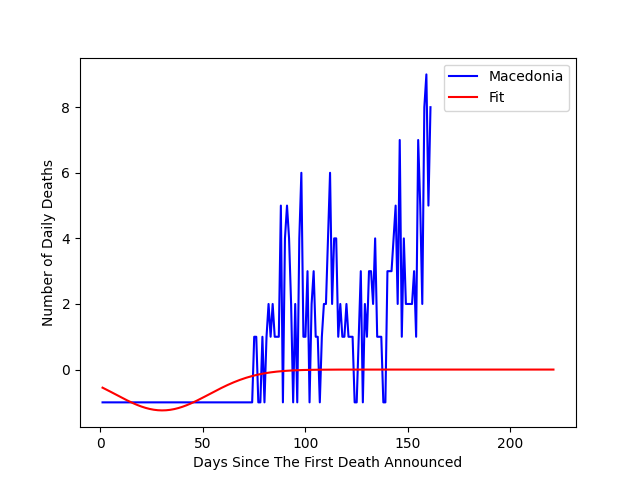 Macedonia
Fit
8
6
4
2
0
Number of Daily Deaths
0
50
100
150
200
Days Since The First Death Announced